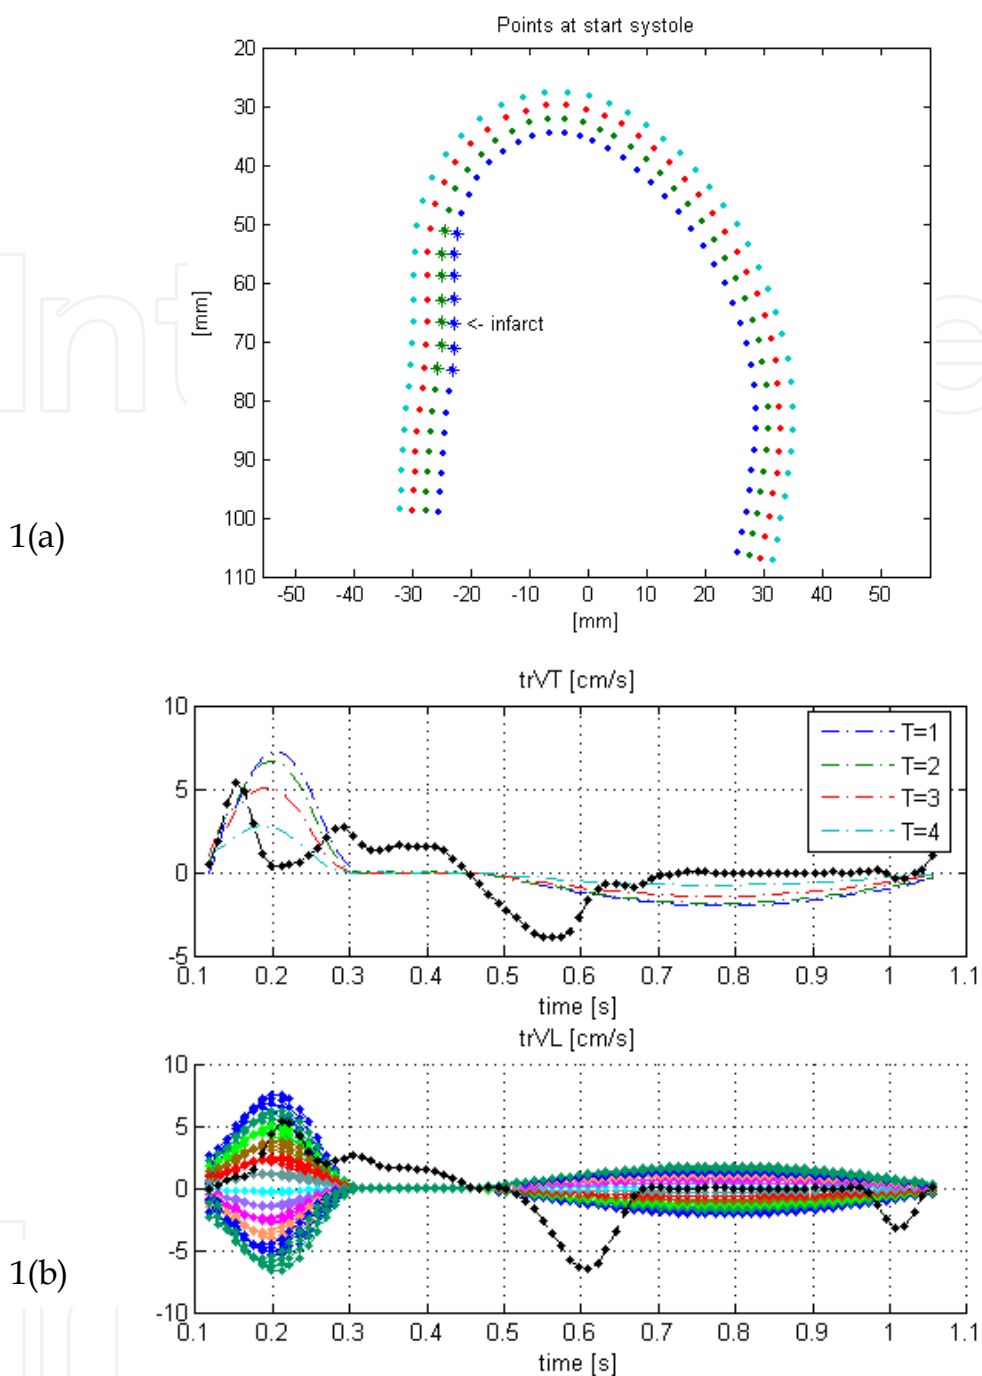 Points at start systole
20
30
40
50
60
70
80
90
100
110
[mm]
<- infarct
-50 -40 -30 -20 -10 0 10 20 30 40 50
[mm]
1(a)
trVT [cm/s]
10
5
0
-5
T=1
T=2
T=3
T=4
0.1 0.2 0.3 0.4 0.5 0.6 0.7 0.8 0.9 1 1.1
time [s]
trVL [cm/s]
10
5
0
-5
-10
0.1 0.2 0.3 0.4 0.5 0.6 0.7 0.8 0.9 1 1.1
time [s]
1(b)